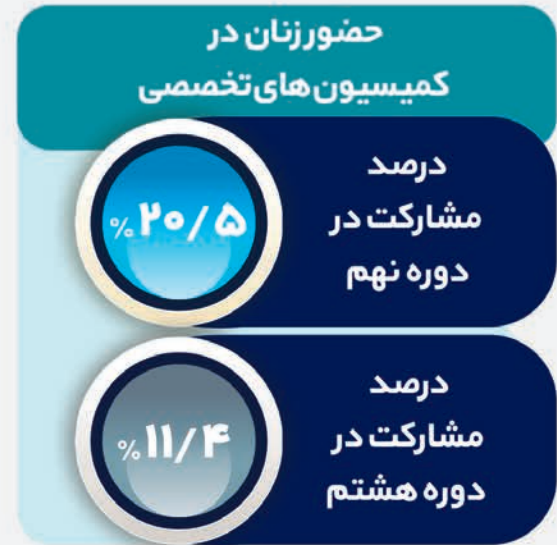 حضور زنان در
کمیسیون‌های تخصصی
درصد
مشارکت در
دوره نهم
%۲۰/۵
درصد
مشارکت در
دوره هشتم
%۱۱/۴